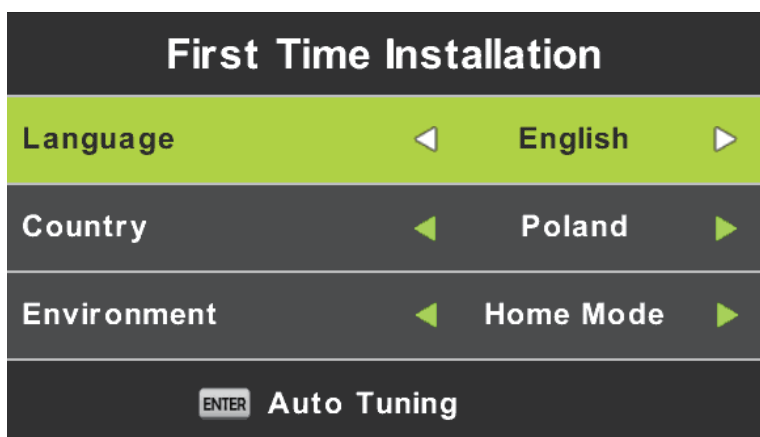 First Time Installation
Language English
Country Poland
Environment Home Mode
ENTER Auto Tuning